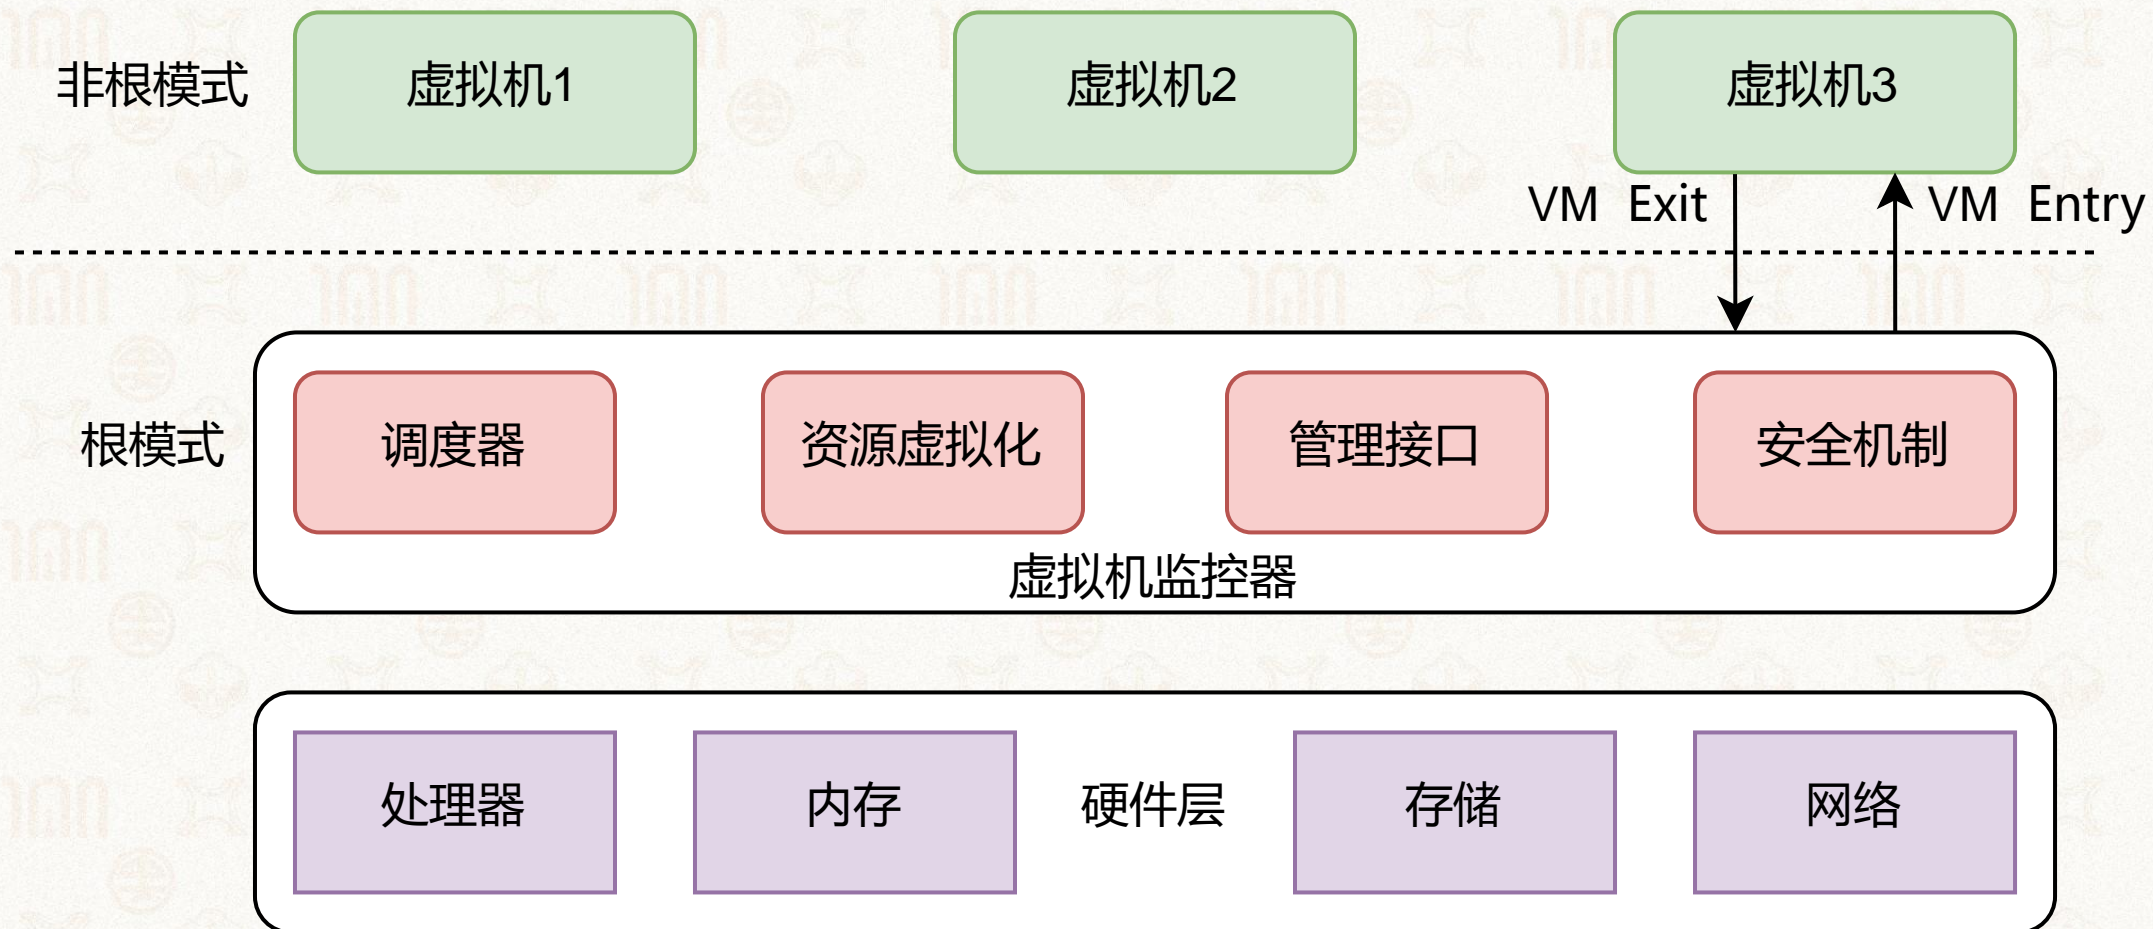 非根模式
虚拟机1
虚拟机2
虚拟机3
VM Exit
VM Entry
根模式
调度器
资源虚拟化
管理接口
安全机制
虚拟机监控器
处理器
内存
硬件层
存储
网络